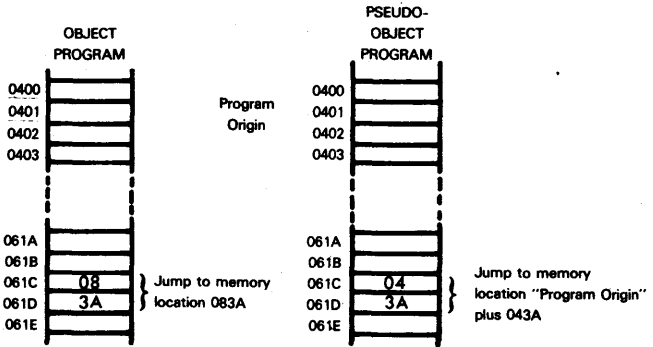 OBJECT
PROGRAM
0400
0401
0402
0403
061A
061B
061C 08
061D 3A
061E
Jump to memory
location 083A
Program
Origin
PSEUDO-
OBJECT
PROGRAM
0400
0401
0402
0403
061A
061B
061C 04
061D 3A
061E
Jump to memory
location "Program Origin"
plus 043A